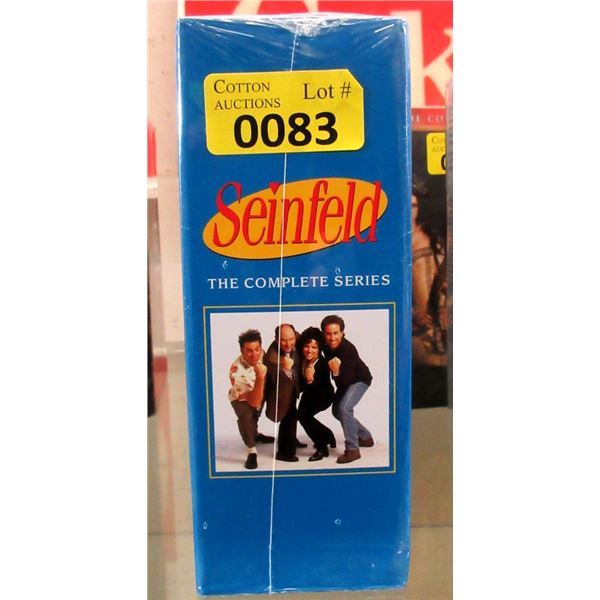 COTTON
AUCTIONS
Lot #
0083
Seinfeld
THE COMPLETE SERIES